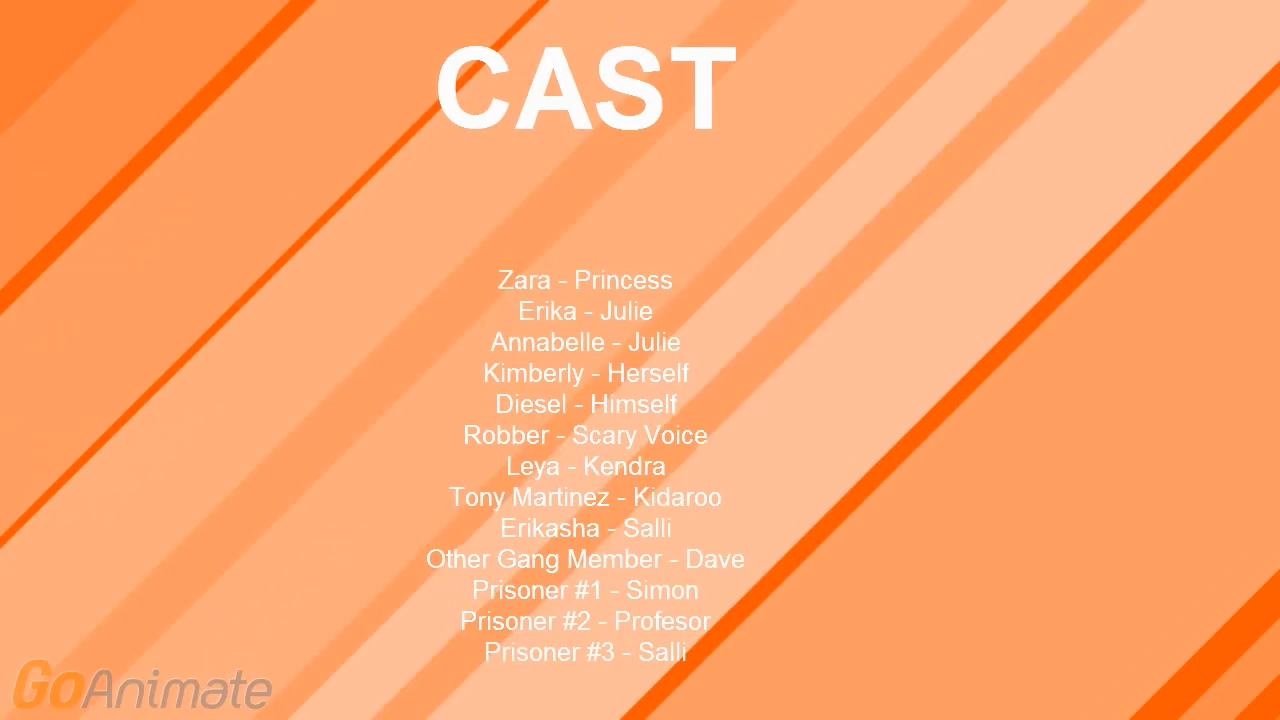 CAST
Zara - Princess
Erika - Julie
Annabelle - Julie
Kimberly - Herself
Diesel - Himself
Robber - Scary Voice
Leya - Kendra
Tony Martinez - Kidaroo
Erikasha - Salli
Other Gang Member - Dave
Prisoner #1 - Simon
Prisoner #2 - Profesor
Prisoner #3 - Salli
GoAnimate